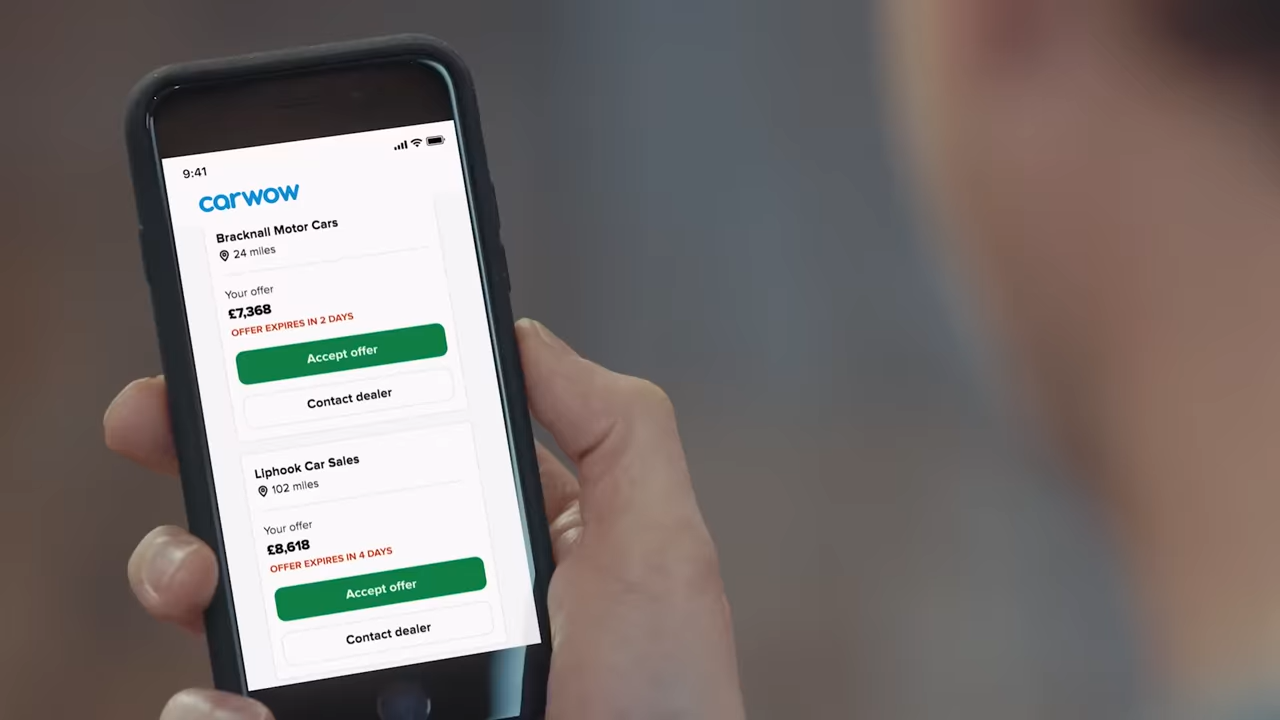 9:41
carwow
Bracknall Motor Cars
24 miles
Your offer
£7,368
OFFER EXPIRES IN 2 DAYS
Accept offer
Contact dealer
Liphook Car Sales
102 miles
Your offer
£8,618
OFFER EXPIRES IN 4 DAYS
Accept offer
Contact dealer